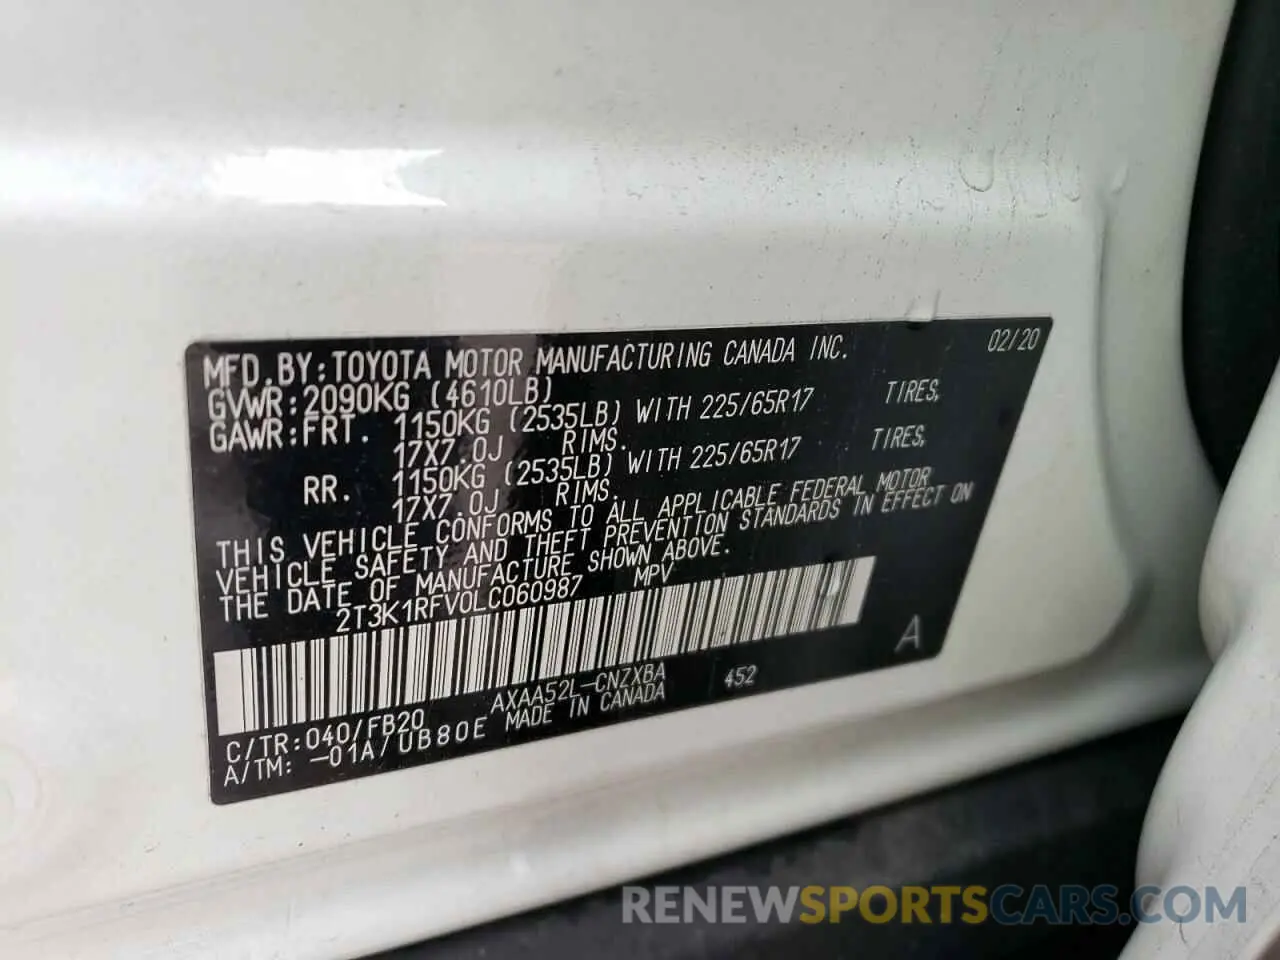 MFD.BY:TOYOTA MOTOR MANUFACTURING CANADA INC. 02/20
GVWR:2090KG (4610LB)
GAWR:FRT. 1150KG (2535LB) WITH 225/65R17 TIRES,
17X7.0J RIMS.
RR. 1150KG (2535LB) WITH 225/65R17 TIRES,
17X7.0J RIMS.
THIS VEHICLE CONFORMS TO ALL APPLICABLE FEDERAL MOTOR
VEHICLE SAFETY AND THEFT PREVENTION STANDARDS IN EFFECT ON
THE DATE OF MANUFACTURE SHOWN ABOVE.
2T3K1RFV0LC060987 MPV
A
C/TR:040/FB20 AXAA52L-CNZXBA 452
A/TM: -01A/UB80E MADE IN CANADA
RENEWSPORTSCARS.COM